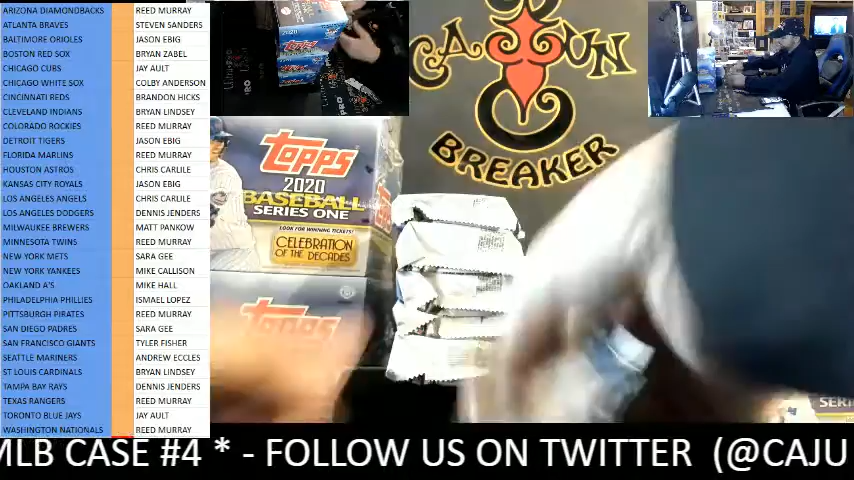 ARIZONA DIAMONDBACKS REED MURRAY
ATLANTA BRAVES STEVEN SANDERS
BALTIMORE ORIOLES JASON EBIG
BOSTON RED SOX BRYAN ZABEL
CHICAGO CUBS JAY AULT
CHICAGO WHITE SOX COLBY ANDERSON
CINCINNATI REDS BRANDON HICKS
CLEVELAND INDIANS BRYAN LINDSEY
COLORADO ROCKIES REED MURRAY
DETROIT TIGERS JASON EBIG
FLORIDA MARLINS REED MURRAY
HOUSTON ASTROS CHRIS CARLILE
KANSAS CITY ROYALS JASON EBIG
LOS ANGELES ANGELS CHRIS CARLILE
LOS ANGELES DODGERS DENNIS JENDERS
MILWAUKEE BREWERS MATT PANKOW
MINNESOTA TWINS REED MURRAY
NEW YORK METS SARA GEE
NEW YORK YANKEES MIKE CALLISON
OAKLAND A'S MIKE HALL
PHILADELPHIA PHILLIES ISMAEL LOPEZ
PITTSBURGH PIRATES REED MURRAY
SAN DIEGO PADRES SARA GEE
SAN FRANCISCO GIANTS TYLER FISHER
SEATTLE MARINERS ANDREW ECCLES
ST LOUIS CARDINALS BRYAN LINDSEY
TAMPA BAY RAYS DENNIS JENDERS
TEXAS RANGERS REED MURRAY
TORONTO BLUE JAYS JAY AULT
WASHINGTON NATIONALS REED MURRAY
2020
Topps
CAJUN
BREAKER
topps
2020
BASEBALL
SERIES ONE
LOOK FOR WINNING TICKETS!
CELEBRATION
OF THE DECADES
topps
SERI
MLB CASE #4 * - FOLLOW US ON TWITTER (@CAJU